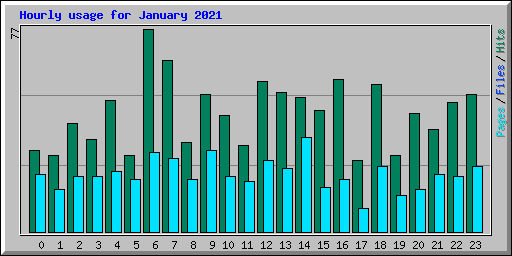 Hourly usage for January 2021
77
Pages/Files/Hits
0 1 2 3 4 5 6 7 8 9 10 11 12 13 14 15 16 17 18 19 20 21 22 23